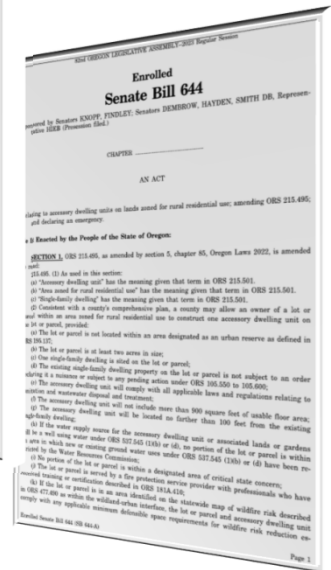 82nd OREGON LEGISLATIVE ASSEMBLY--2023 Regular Session
Enrolled
Senate Bill 644
Sponsored by Senators KNOPP, FINDLEY; Senators DEMBROW, HAYDEN, SMITH DB, Represen-
tative (Presession filed.)
CHAPTER
AN ACT
Relating to accessory dwelling units on lands zoned for rural residential use; amending ORS 215.495;
and declaring an emergency.
Be It Enacted by the People of the State of Oregon:
SECTION 1. ORS 215.495, as amended by section 3, chapter 85, Oregon Laws 2022, is amended
to read:
215.495. (1) As used in this section:
(a) "Accessory dwelling unit" has the meaning given that term in ORS 215.501.
(b) "Area zoned for rural residential use" has the meaning given that term in ORS 215.501.
(c) "Single-family dwelling" has the meaning given that term in ORS 215.501.
(2) Consistent with a county's comprehensive plan, a county may allow an owner of a lot or
parcel within an area zoned for rural residential use to construct one accessory dwelling unit on
the lot or parcel, provided:
(a) The lot or parcel is not located within an area designated as an urban reserve as defined in
ORS 195.137;
(b) The lot or parcel is at least two acres in size;
(c) One single-family dwelling is sited on the lot or parcel;
(d) The existing single-family dwelling property on the lot or parcel is not subject to an order
declaring it a nuisance or subject to any pending action under ORS 105.550 to 105.600;
(e) The accessory dwelling unit will comply with all applicable laws and regulations relating to
sanitation and wastewater disposal and treatment;
(f) The accessory dwelling unit will not include more than 900 square feet of usable floor area;
(g) The accessory dwelling unit will be located no farther than 100 feet from the existing
single-family dwelling;
(h) If the water supply source for the accessory dwelling unit or associated lands or gardens
will be a well using water under ORS 537.545 (1)(b) or (d), no portion of the lot or parcel is within
an area in which new or existing ground water uses under ORS 537.545 (1)(b) or (d) have been re-
stricted by the Water Resources Commission;
(i) No portion of the lot or parcel is within a designated area of critical state concern;
(j) The lot or parcel is served by a fire protection service provider with professionals who have
received training or certification described in ORS 181A.410;
(k) If the lot or parcel is in an area identified on the statewide map of wildfire risk described
in ORS 477.490 as within the wildland-urban interface, the lot or parcel and accessory dwelling unit
comply with any applicable minimum defensible space requirements for wildfire risk reduction es-
Enrolled Senate Bill 644 (SB 644-A)
Page 1